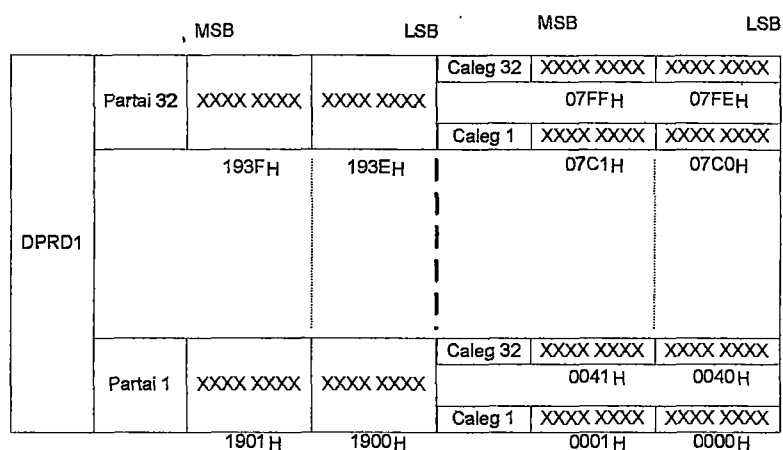 MSB LSB MSB LSB
Caleg 32 XXXX XXXX XXXX XXXX
Partai 32 XXXX XXXX XXXX XXXX 07FFH 07FEH
Caleg 1 XXXX XXXX XXXX XXXX
193FH 193EH 07C1H 07C0H
DPRD1
Caleg 32 XXXX XXXX XXXX XXXX
Partai 1 XXXX XXXX XXXX XXXX 0041H 0040H
Caleg 1 XXXX XXXX XXXX XXXX
1901H 1900H 0001H 0000H